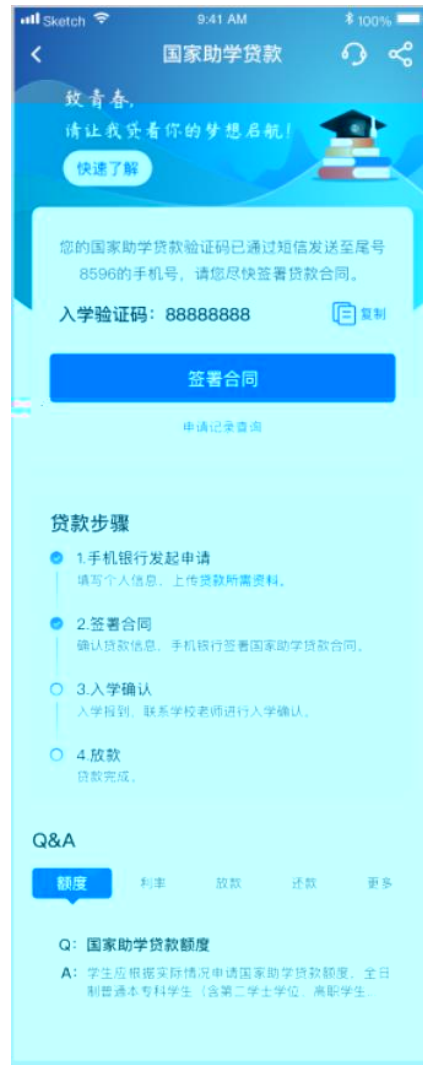 Sketch 9:41 AM 100%
国家助学贷款
致青春,
请让我贷看你的梦想启航!
快速了解
您的国家助学贷款验证码已通过短信发送至尾号
8596的手机号，请您尽快签署贷款合同。
入学验证码：88888888 复制
签署合同
申请记录查询
贷款步骤
1.手机银行发起申请
填写个人信息，上传贷款所需资料。
2.签署合同
确认贷款信息，手机银行签署国家助学贷款合同。
3.入学确认
入学报到，联系学校老师进行入学确认。
4.放款
贷款完成。
Q&A
额度 利率 放款 还款 更多
Q：国家助学贷款额度
A：学生应根据实际情况申请国家助学贷款额度，全日
制普通本专科学生（含第二学士学位、高职学生...